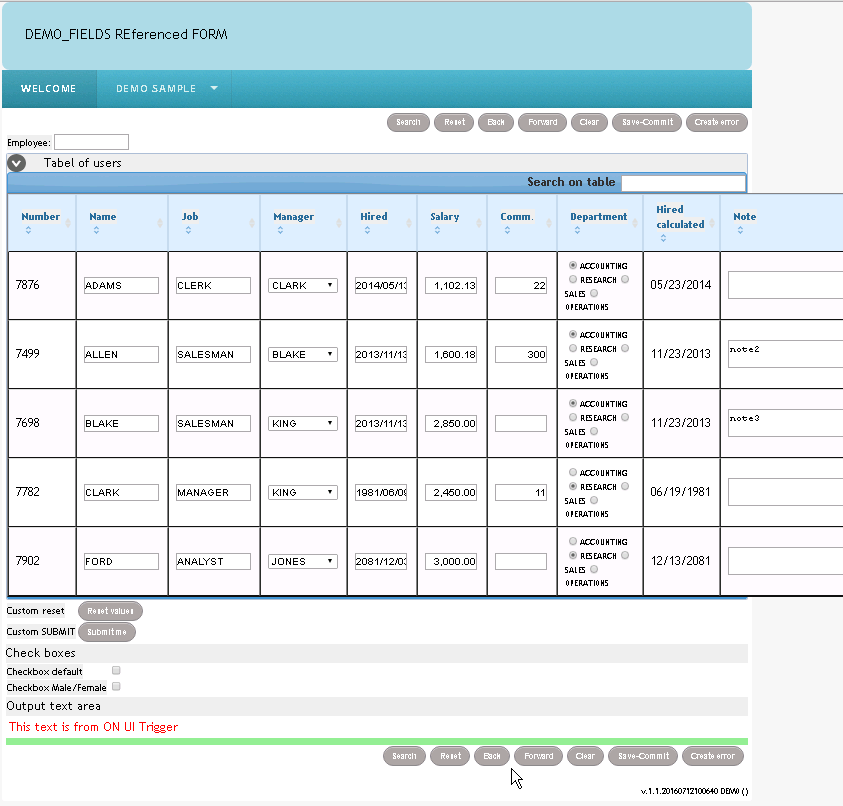 DEMO_FIELDS REferenced FORM
WELCOME DEMO SAMPLE
Search Reset Back Forward Clear Save-Commit Create error
Employee:
Tabel of users
Search on table
Number Name Job Manager Hired Salary Comm. Department Hired calculated Note
7876 ADAMS CLERK CLARK 2014/05/13 1,102.13 22 ACCOUNTING RESEARCH SALES OPERATIONS 05/23/2014
7499 ALLEN SALESMAN BLAKE 2013/11/13 1,600.18 300 ACCOUNTING RESEARCH SALES OPERATIONS 11/23/2013 note2
7698 BLAKE SALESMAN KING 2013/11/13 2,850.00 ACCOUNTING RESEARCH SALES OPERATIONS 11/23/2013 note3
7782 CLARK MANAGER KING 1981/06/09 2,450.00 11 ACCOUNTING RESEARCH SALES OPERATIONS 06/19/1981
7902 FORD ANALYST JONES 2081/12/03 3,000.00 ACCOUNTING RESEARCH SALES OPERATIONS 12/13/2081
Custom reset Reset values
Custom SUBMIT Submit me
Check boxes
Checkbox default
Checkbox Male/Female
Output text area
This text is from ON UI Trigger
Search Reset Back Forward Clear Save-Commit Create error
v.1.1.20160712100640 DEMO ()